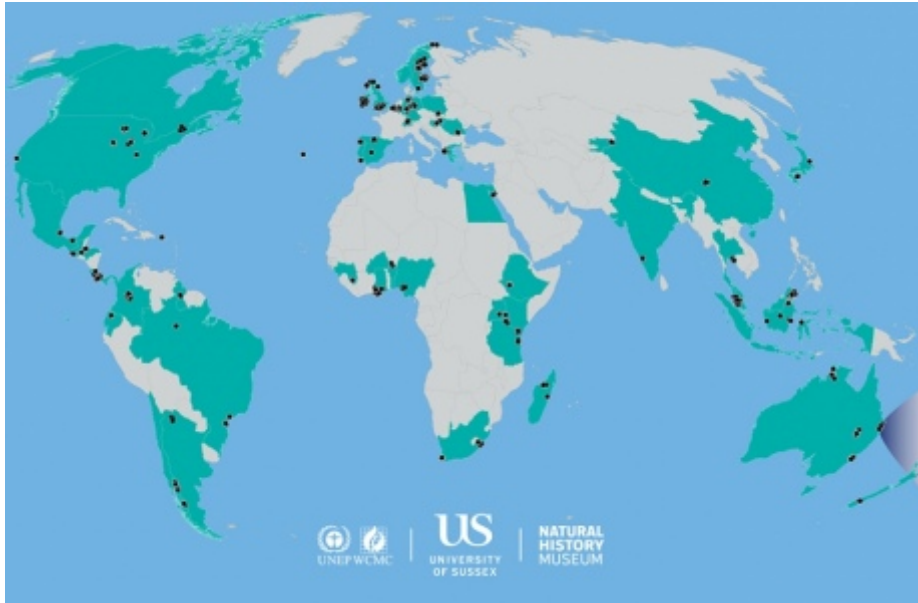 UNEP WCMC
US
UNIVERSITY
OF SUSSEX
NATURAL
HISTORY
MUSEUM